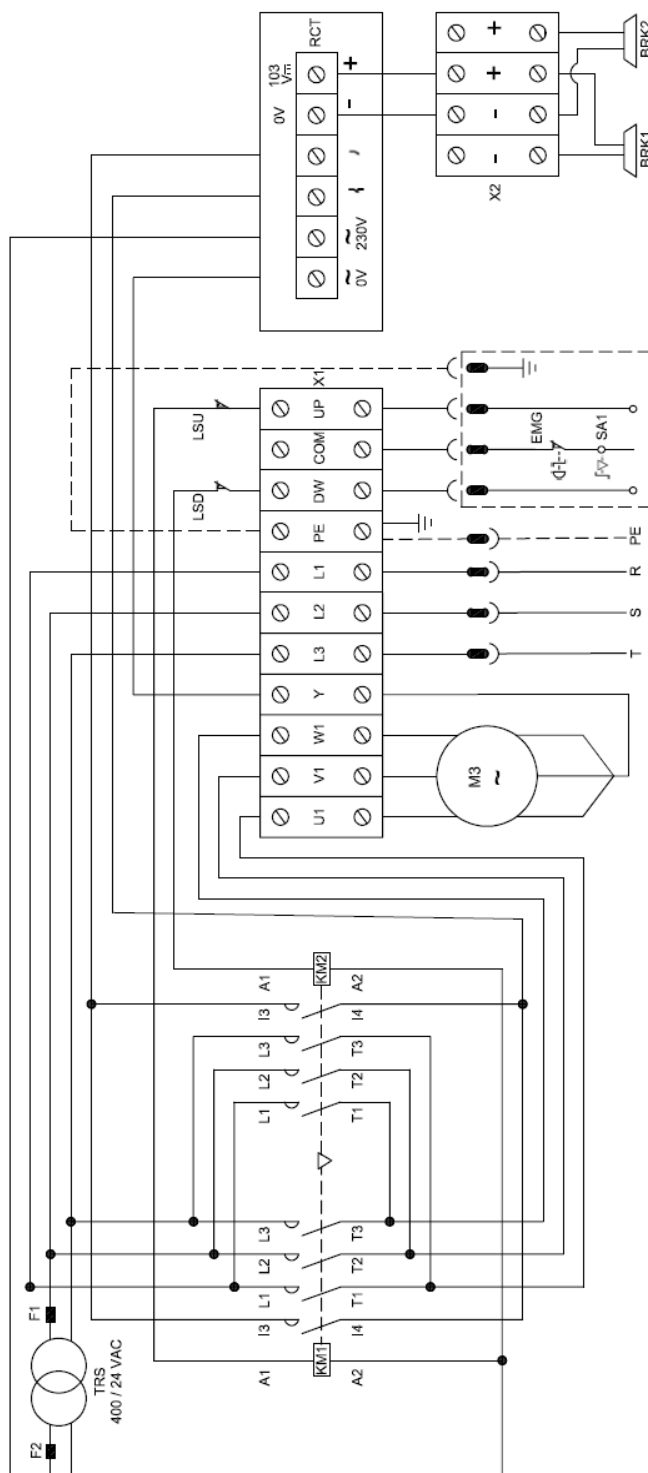 RCT
103
V
0V
+
-
~
0V
~
230V
X2
+
+
-
-
BRK2
BRK1
X1
UP
COM
DW
PE
L1
L2
L3
Y
W1
V1
U1
LSU
LSD
EMG
SA1
PE
R
S
T
M3
~
KM2
A1
A2
I3
I4
L3
T3
L2
T2
L1
T1
L3
T3
L2
T2
L1
T1
I3
I4
KM1
A1
A2
F1
TRS
400 / 24 VAC
F2